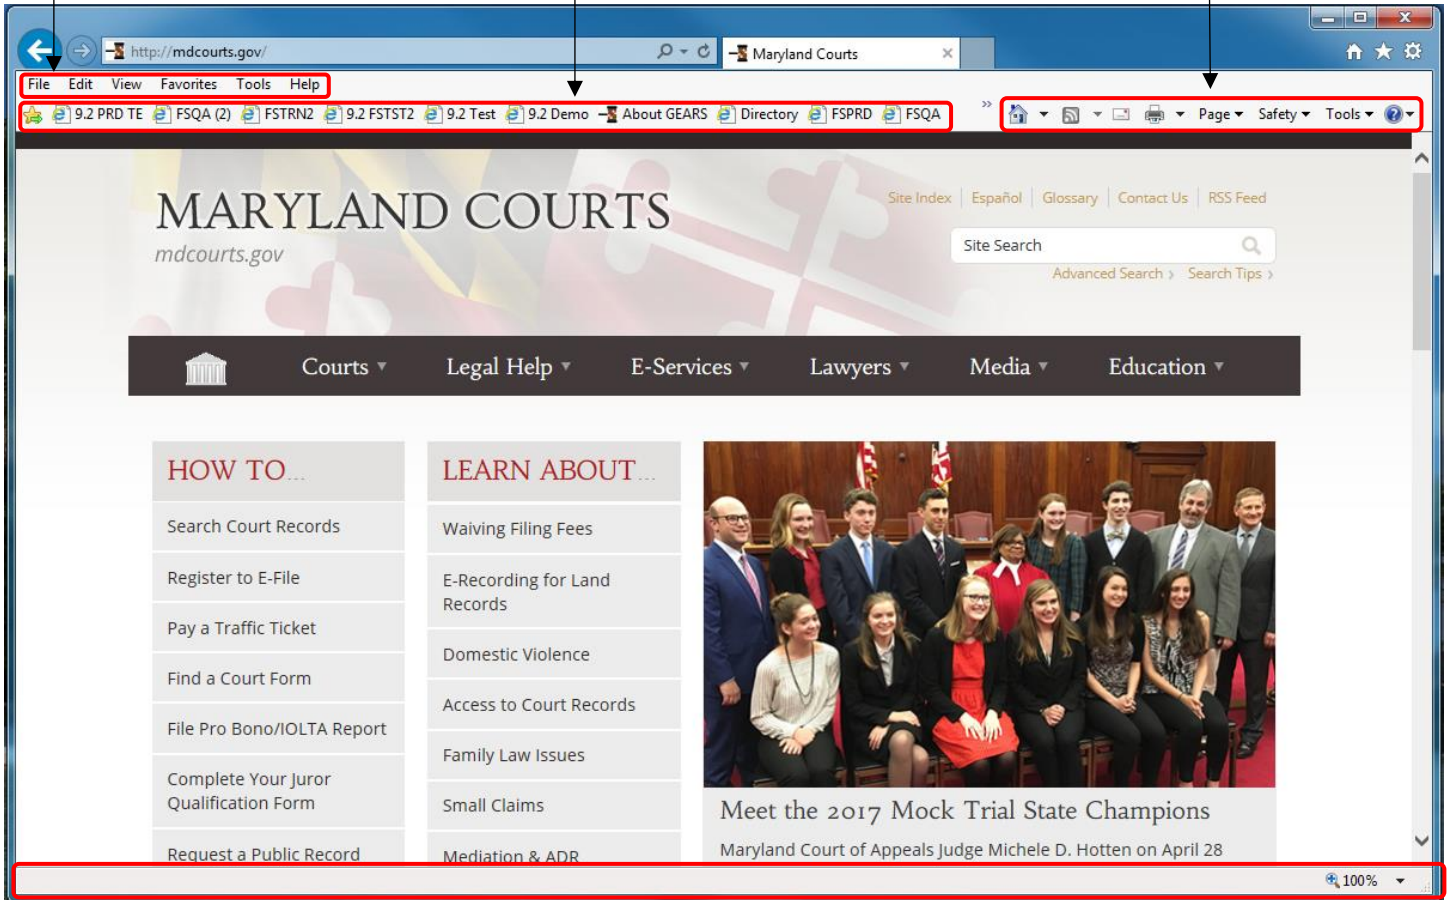 http://mdcourts.gov/
Maryland Courts
File Edit View Favorites Tools Help
9.2 PRD TE FSQA (2) FSTRN2 9.2 FSTST2 9.2 Test 9.2 Demo About GEARS Directory FSPRD FSQA » Page Safety Tools
MARYLAND COURTS
mdcourts.gov
Site Index Español Glossary Contact Us RSS Feed
Site Search
Advanced Search › Search Tips ›
Courts Legal Help E-Services Lawyers Media Education
HOW TO...
Search Court Records
Register to E-File
Pay a Traffic Ticket
Find a Court Form
File Pro Bono/IOLTA Report
Complete Your Juror
Qualification Form
Request a Public Record
LEARN ABOUT...
Waiving Filing Fees
E-Recording for Land
Records
Domestic Violence
Access to Court Records
Family Law Issues
Small Claims
Mediation & ADR
Meet the 2017 Mock Trial State Champions
Maryland Court of Appeals Judge Michele D. Hotten on April 28
100%